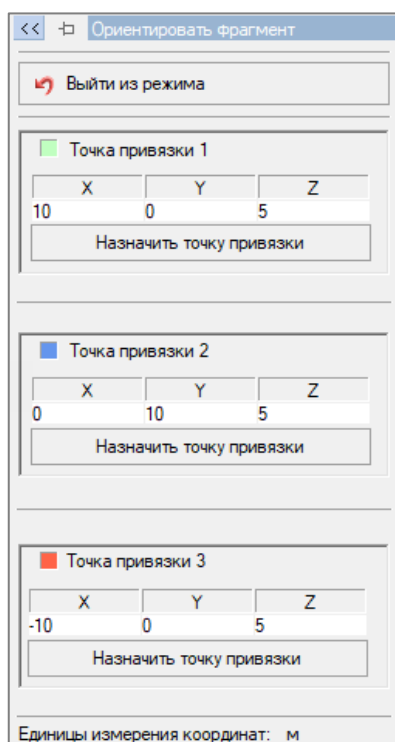 << Ориентировать фрагмент
Выйти из режима
Точка привязки 1
X Y Z
10 0 5
Назначить точку привязки
Точка привязки 2
X Y Z
0 10 5
Назначить точку привязки
Точка привязки 3
X Y Z
-10 0 5
Назначить точку привязки
Единицы измерения координат: м